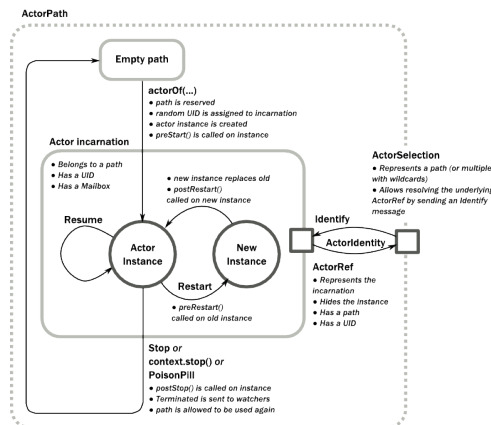 ActorPath
Empty path
actorOf(...)
• path is reserved
• random UID is assigned to incarnation
• actor instance is created
• preStart() is called on instance
Actor incarnation
• Belongs to a path
• Has a UID
• Has a Mailbox
• new instance replaces old
• postRestart()
called on new instance
Resume
Actor
Instance
New
Instance
Restart
• preRestart()
called on old instance
ActorSelection
• Represents a path (or multiple
with wildcards)
• Allows resolving the underlying
ActorRef by sending an Identify
message
Identify
ActorIdentity
ActorRef
• Represents the
incarnation
• Hides the instance
• Has a path
• Has a UID
Stop or
context.stop() or
PoisonPill
• postStop() is called on instance
• Terminated is sent to watchers
• path is allowed to be used again